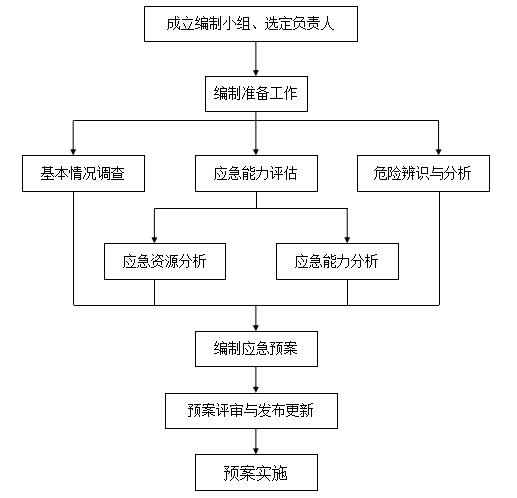 成立编制小组、选定负责人
编制准备工作
基本情况调查
应急能力评估
危险辨识与分析
应急资源分析
应急能力分析
编制应急预案
预案评审与发布更新
预案实施